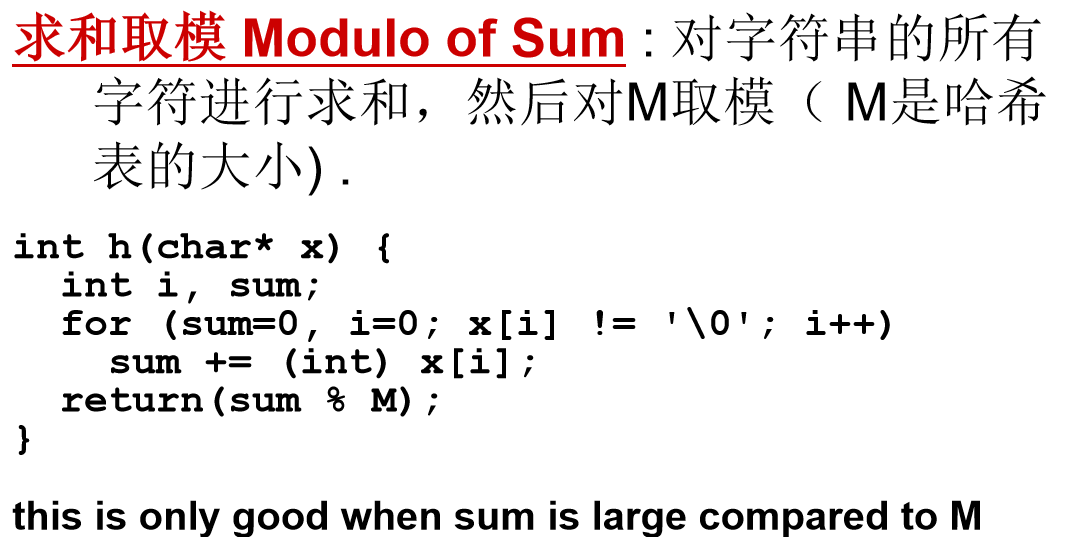 求和取模 Modulo of Sum : 对字符串的所有
字符进行求和，然后对M取模（ M是哈希
表的大小) .
int h(char* x) {
  int i, sum;
  for (sum=0, i=0; x[i] != '\0'; i++)
    sum += (int) x[i];
  return(sum % M);
}
this is only good when sum is large compared to M